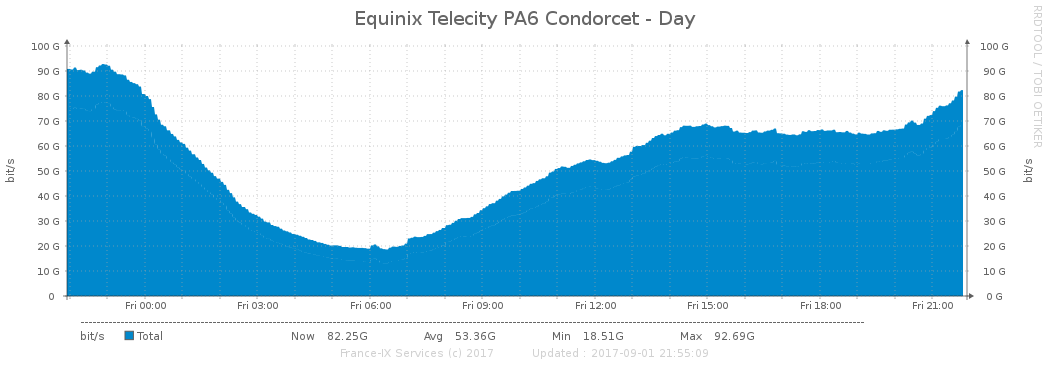 Equinix Telecity PA6 Condorcet - Day
RRDTOOL / TOBI OETIKER
100 G 100 G
90 G 90 G
80 G 80 G
70 G 70 G
60 G 60 G
50 G 50 G
40 G 40 G
30 G 30 G
20 G 20 G
10 G 10 G
0 0 G
bit/s
bit/s
Fri 00:00 Fri 03:00 Fri 06:00 Fri 09:00 Fri 12:00 Fri 15:00 Fri 18:00 Fri 21:00
bit/s Total Now 82.25G Avg 53.36G Min 18.51G Max 92.69G
France-IX Services (c) 2017 Updated : 2017-09-01 21:55:09